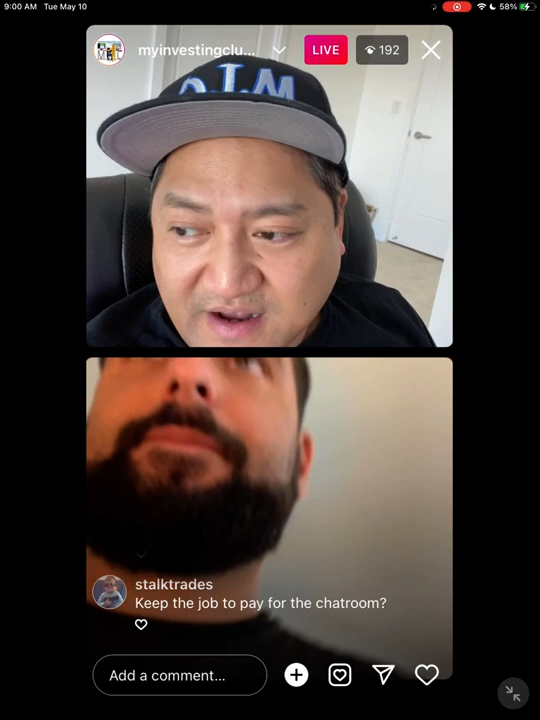 9:00 AM Tue May 10
58%
myinvestingclu...
LIVE
192
stalktrades
Keep the job to pay for the chatroom?
Add a comment...